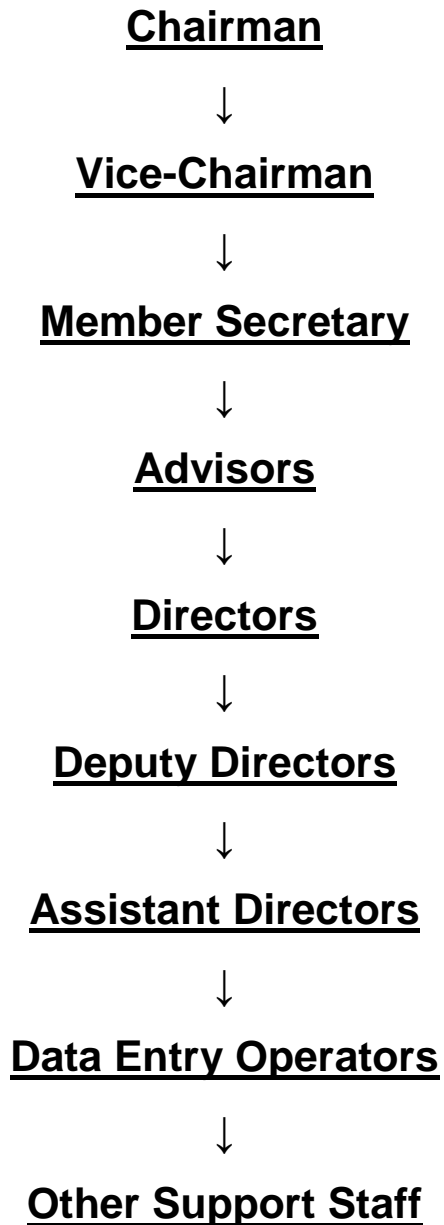 Chairman
↓
Vice-Chairman
↓
Member Secretary
↓
Advisors
↓
Directors
↓
Deputy Directors
↓
Assistant Directors
↓
Data Entry Operators
↓
Other Support Staff